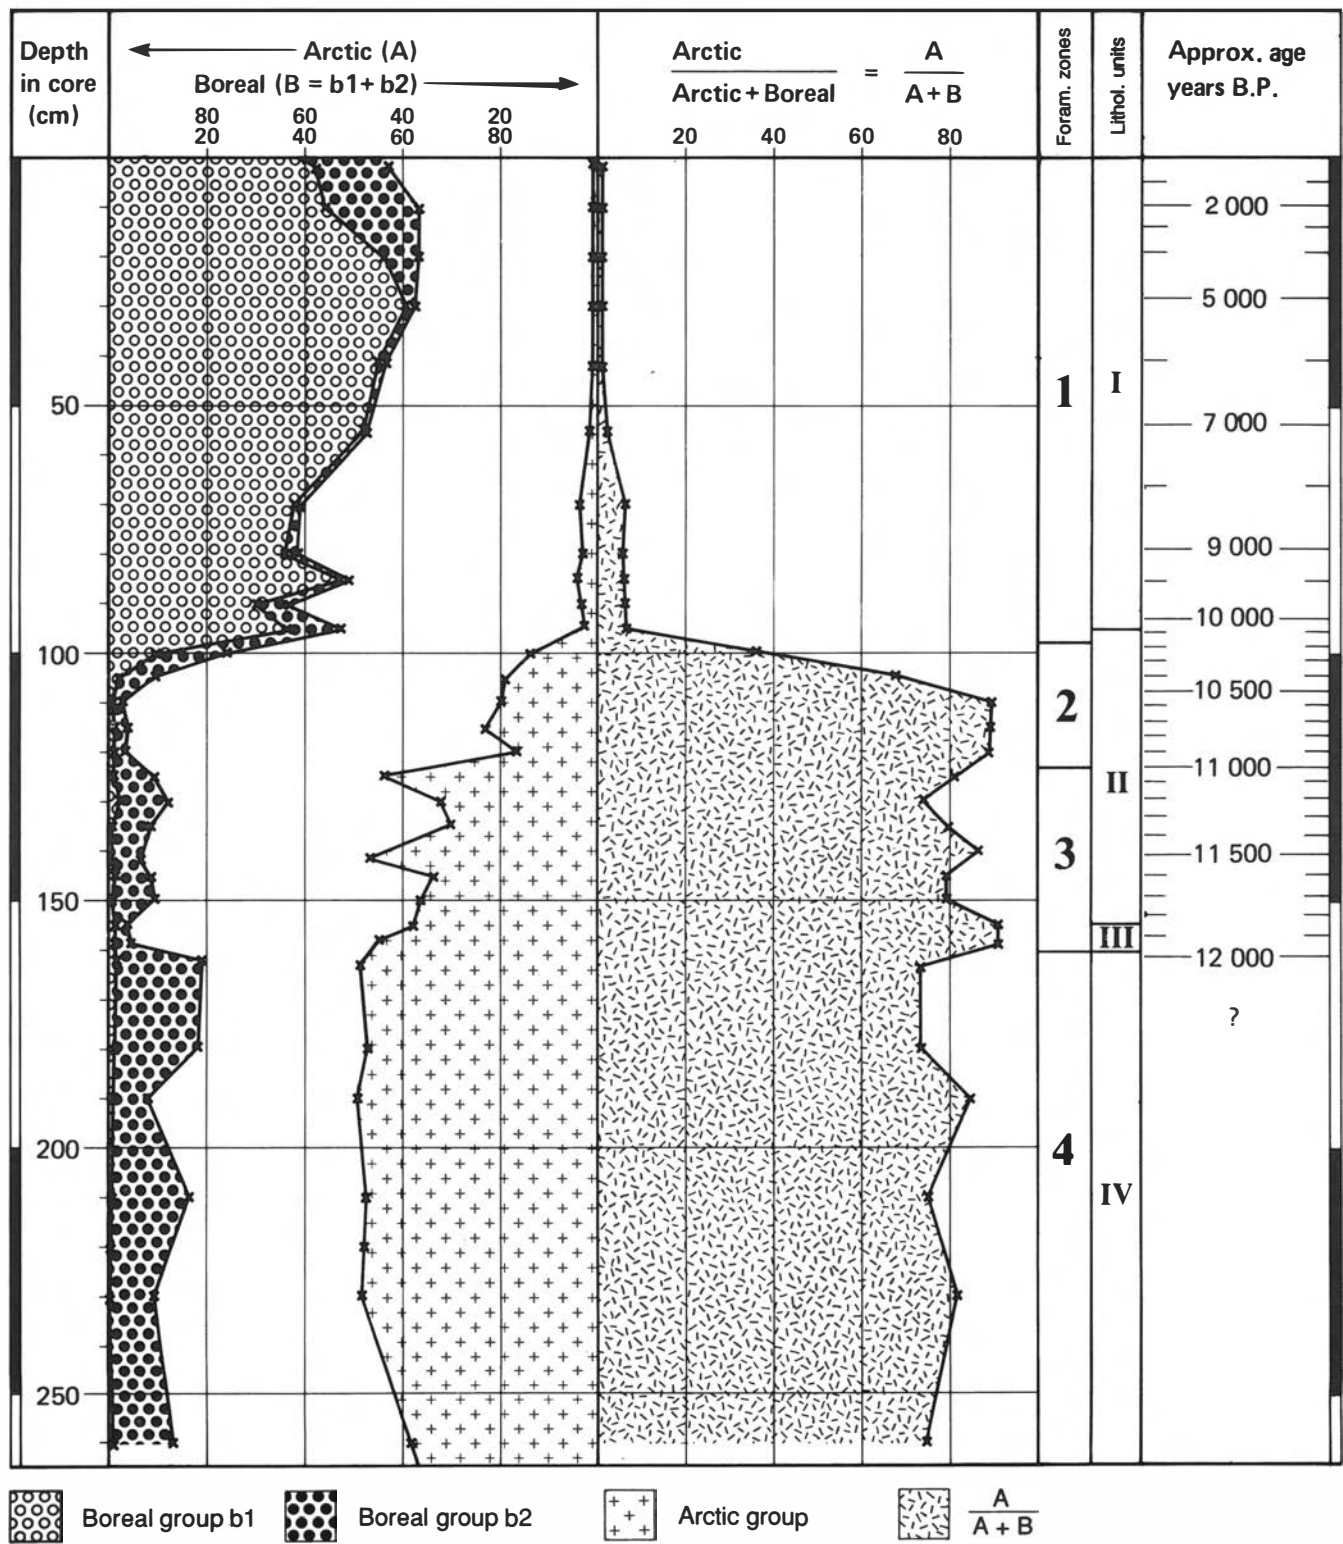 Depth
in core
(cm)
Arctic (A)
Boreal (B = b1 + b2)
80 60 40 20
20 40 60 80
Arctic
Arctic + Boreal
=
A
A + B
20 40 60 80
Foram. zones
Lithol. units
Approx. age
years B.P.
2 000
5 000
1
I
50
7 000
9 000
10 000
100
10 500
2
11 000
II
3
11 500
150
III
12 000
?
200
4
IV
250
Boreal group b1
Boreal group b2
Arctic group
A
A + B